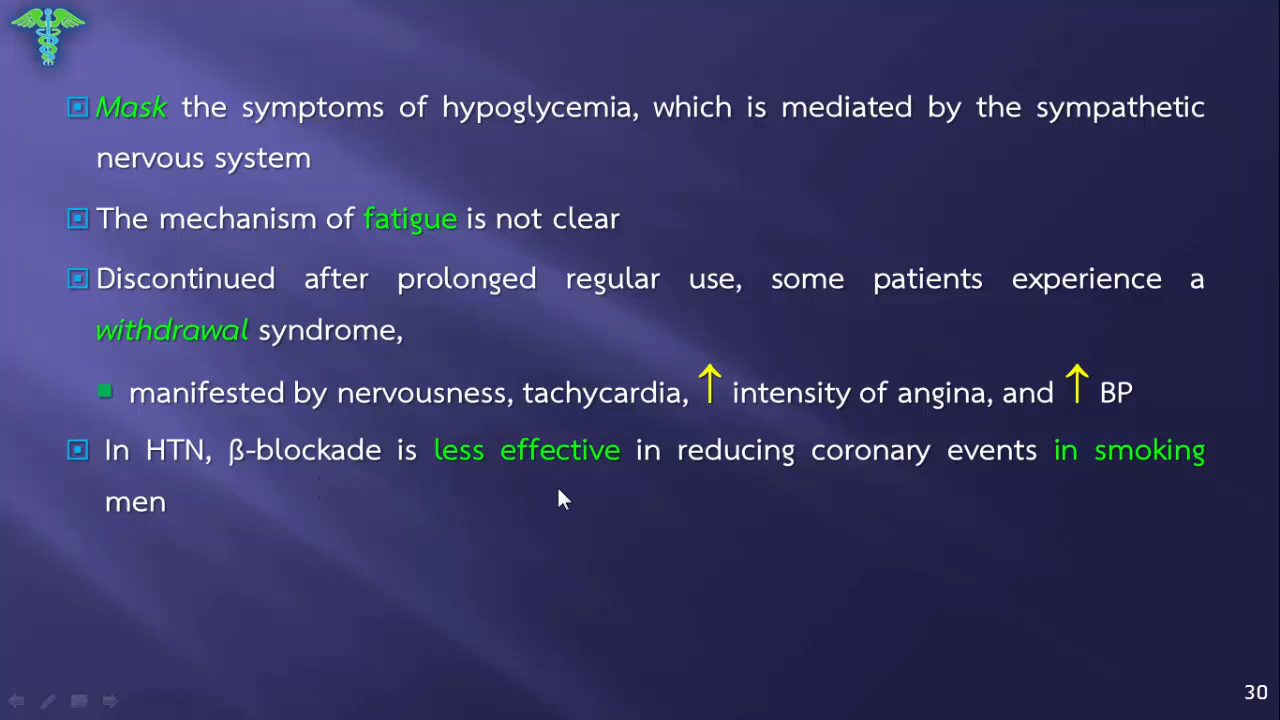 Mask the symptoms of hypoglycemia, which is mediated by the sympathetic
nervous system
The mechanism of fatigue is not clear
Discontinued after prolonged regular use, some patients experience a
withdrawal syndrome,
manifested by nervousness, tachycardia, ↑ intensity of angina, and ↑ BP
In HTN, β-blockade is less effective in reducing coronary events in smoking
men
30